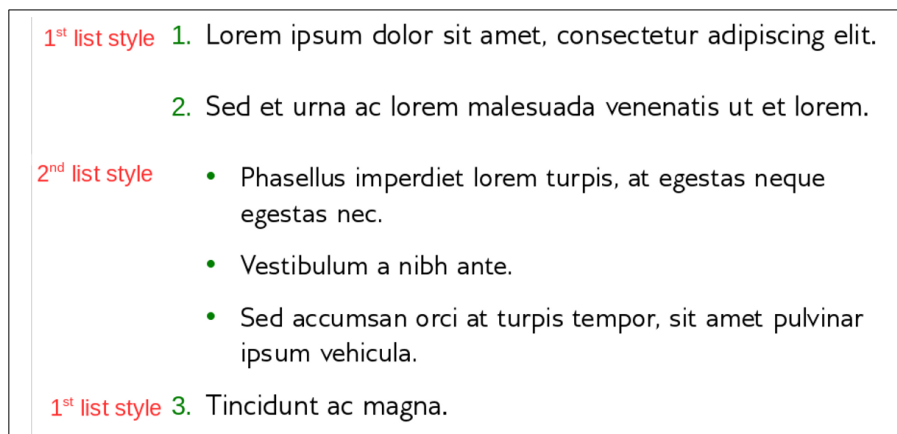 1st list style 1. Lorem ipsum dolor sit amet, consectetur adipiscing elit.
2. Sed et urna ac lorem malesuada venenatis ut et lorem.
2nd list style • Phasellus imperdiet lorem turpis, at egestas neque
egestas nec.
• Vestibulum a nibh ante.
• Sed accumsan orci at turpis tempor, sit amet pulvinar
ipsum vehicula.
1st list style 3. Tincidunt ac magna.